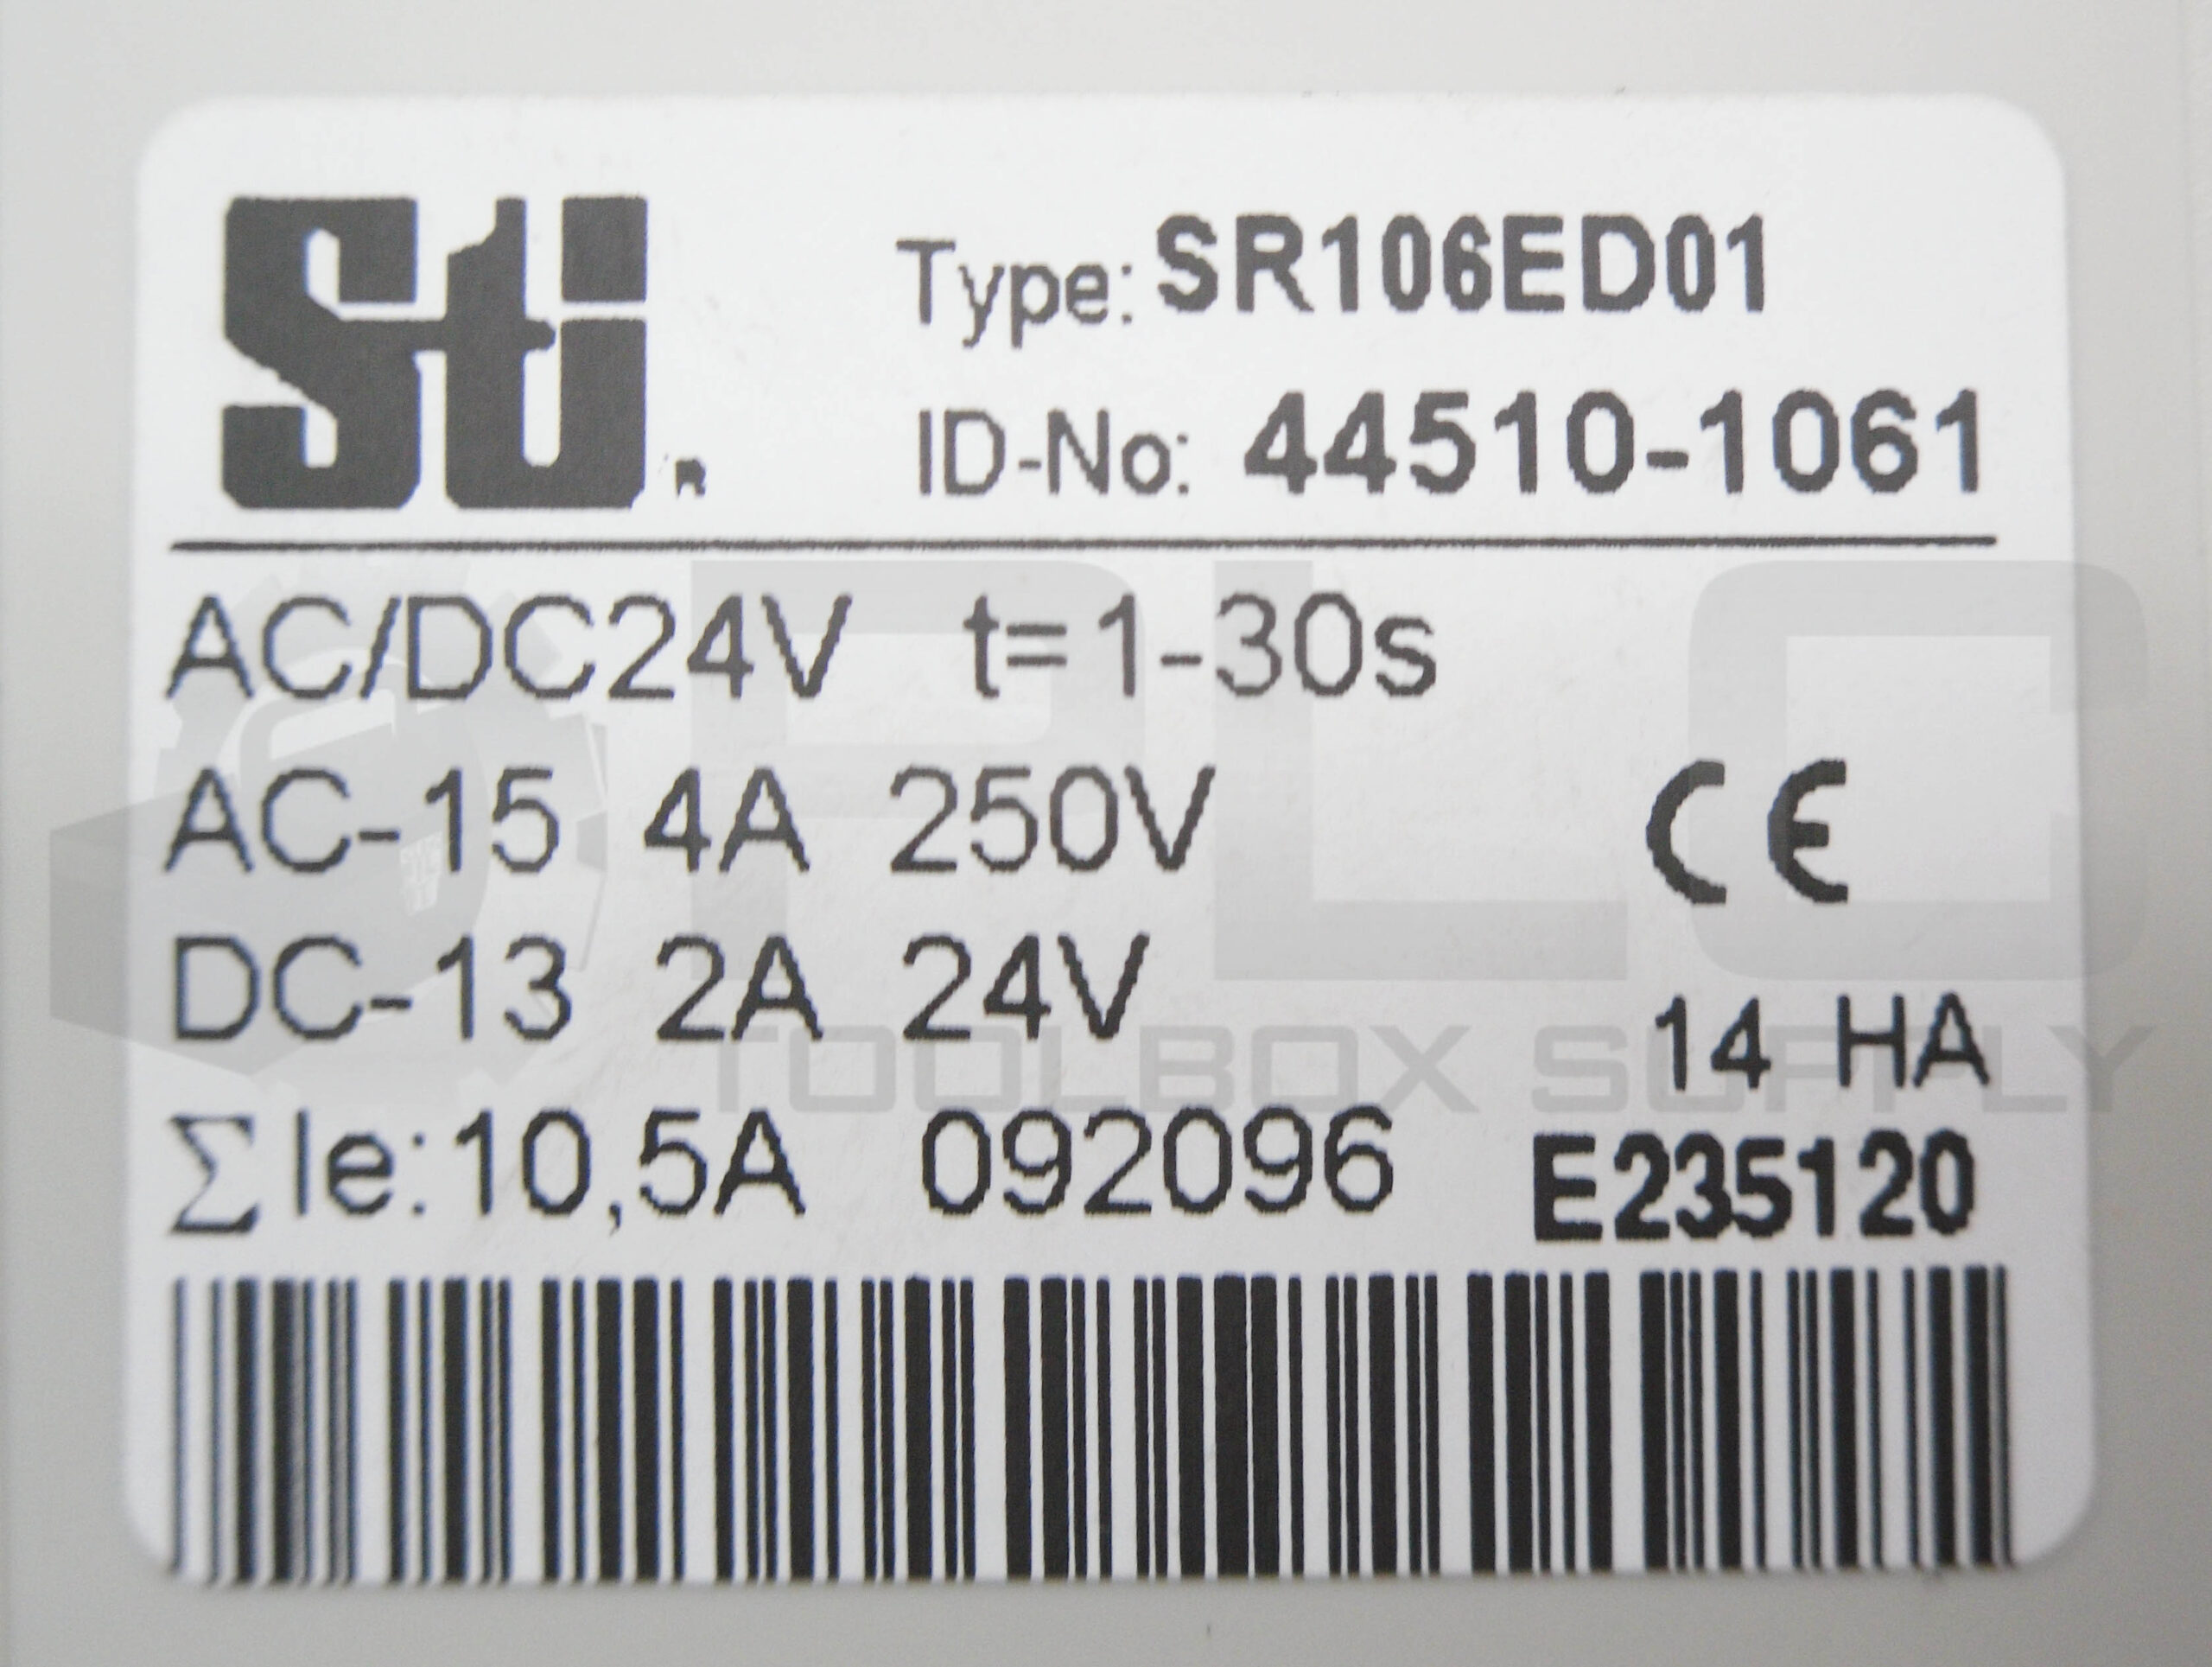 Sti R
Type: SR106ED01
ID-No: 44510-1061
AC/DC24V t=1-30s
AC-15 4A 250V
CE
DC-13 2A 24V
14 HA
∑ Ie:10,5A 092096
E235120
PLC
TOOLBOX SUPPLY